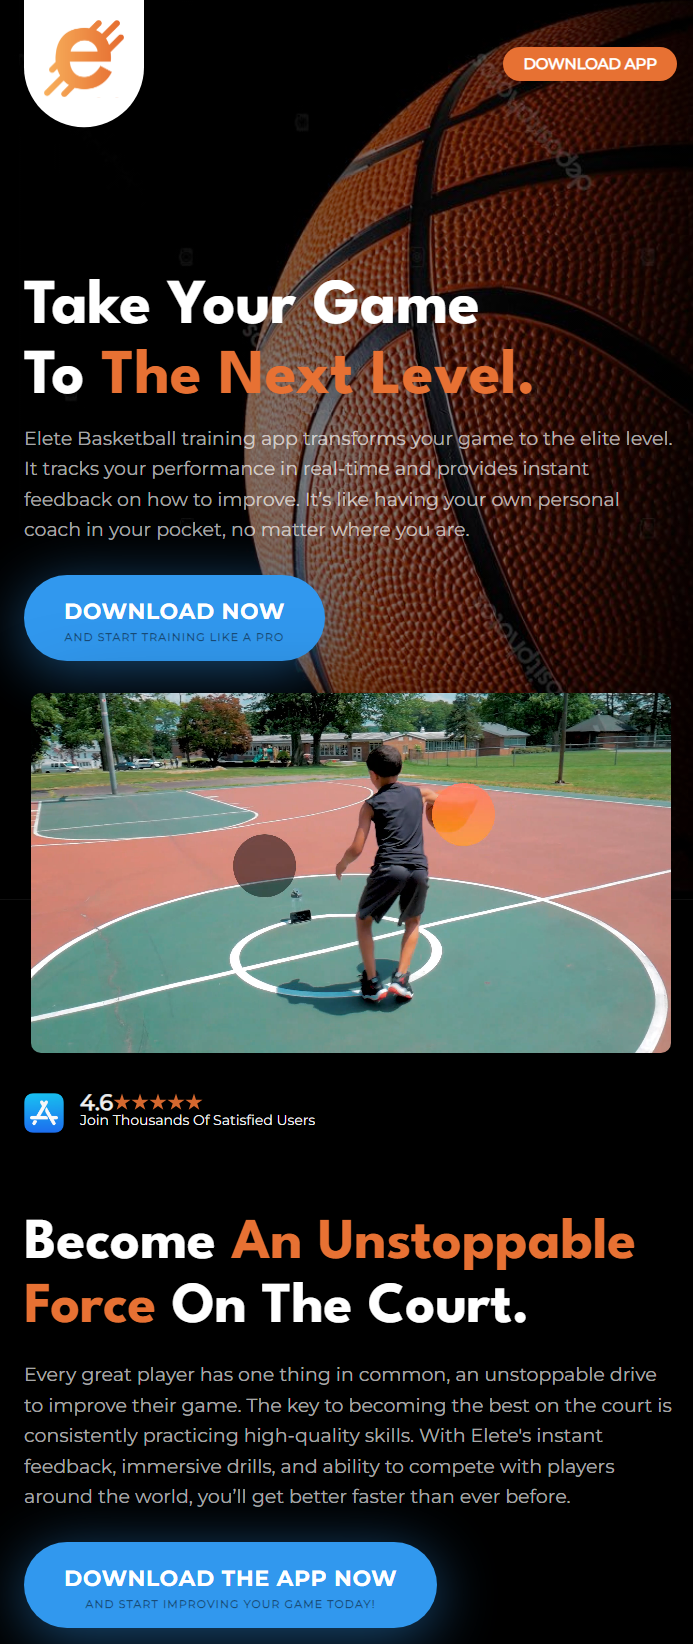 e
DOWNLOAD APP
depositphotos
Take Your Game
To The Next Level.
Elete Basketball training app transforms your game to the elite level.
It tracks your performance in real-time and provides instant
feedback on how to improve. It’s like having your own personal
coach in your pocket, no matter where you are.
DOWNLOAD NOW
AND START TRAINING LIKE A PRO
4.6★★★★★
Join Thousands Of Satisfied Users
Become An Unstoppable
Force On The Court.
Every great player has one thing in common, an unstoppable drive
to improve their game. The key to becoming the best on the court is
consistently practicing high-quality skills. With Elete's instant
feedback, immersive drills, and ability to compete with players
around the world, you’ll get better faster than ever before.
DOWNLOAD THE APP NOW
AND START IMPROVING YOUR GAME TODAY!